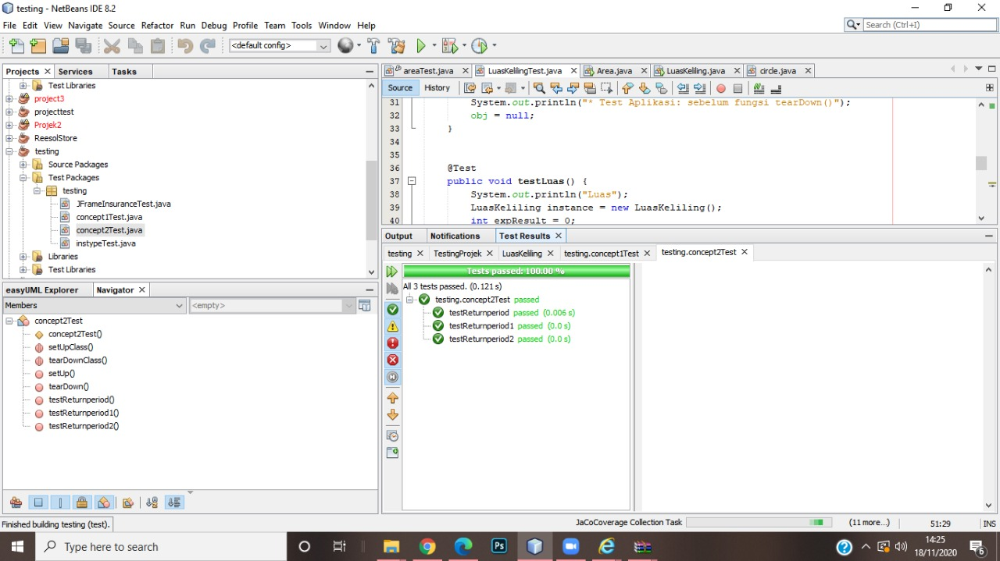 testing - NetBeans IDE 8.2
File Edit View Navigate Source Refactor Run Debug Profile Team Tools Window Help
Search (Ctrl+I)
<default config>
Projects Services Tasks
Test Libraries
project3
projecttest
Projek2
ReesolStore
testing
Source Packages
Test Packages
testing
JFrameInsuranceTest.java
concept1Test.java
concept2Test.java
instypeTest.java
Libraries
Test Libraries
easyUML Explorer Navigator
Members
<empty>
concept2Test
concept2Test()
setUpClass()
tearDownClass()
setUp()
tearDown()
testReturnperiod()
testReturnperiod1()
testReturnperiod2()
areaTest.java LuasKelilingTest.java Area.java LuasKeliling.java circle.java
Source History
31 System.out.println("* Test Aplikasi: sebelum fungsi tearDown()");
32 obj = null;
33 }
34
35
36 @Test
37 public void testLuas() {
38 System.out.println("Luas");
39 LuasKeliling instance = new LuasKeliling();
40 int expResult = 0;
Output Notifications Test Results
testing TestingProjek LuasKeliling testing.concept1Test testing.concept2Test
Tests passed: 100.00 %
All 3 tests passed. (0.121 s)
testing.concept2Test passed
testReturnperiod passed (0.006 s)
testReturnperiod1 passed (0.0 s)
testReturnperiod2 passed (0.0 s)
Finished building testing (test).
JaCoCoverage Collection Task
(11 more...)
51:29
INS
Type here to search
Ps
14:25
18/11/2020
6